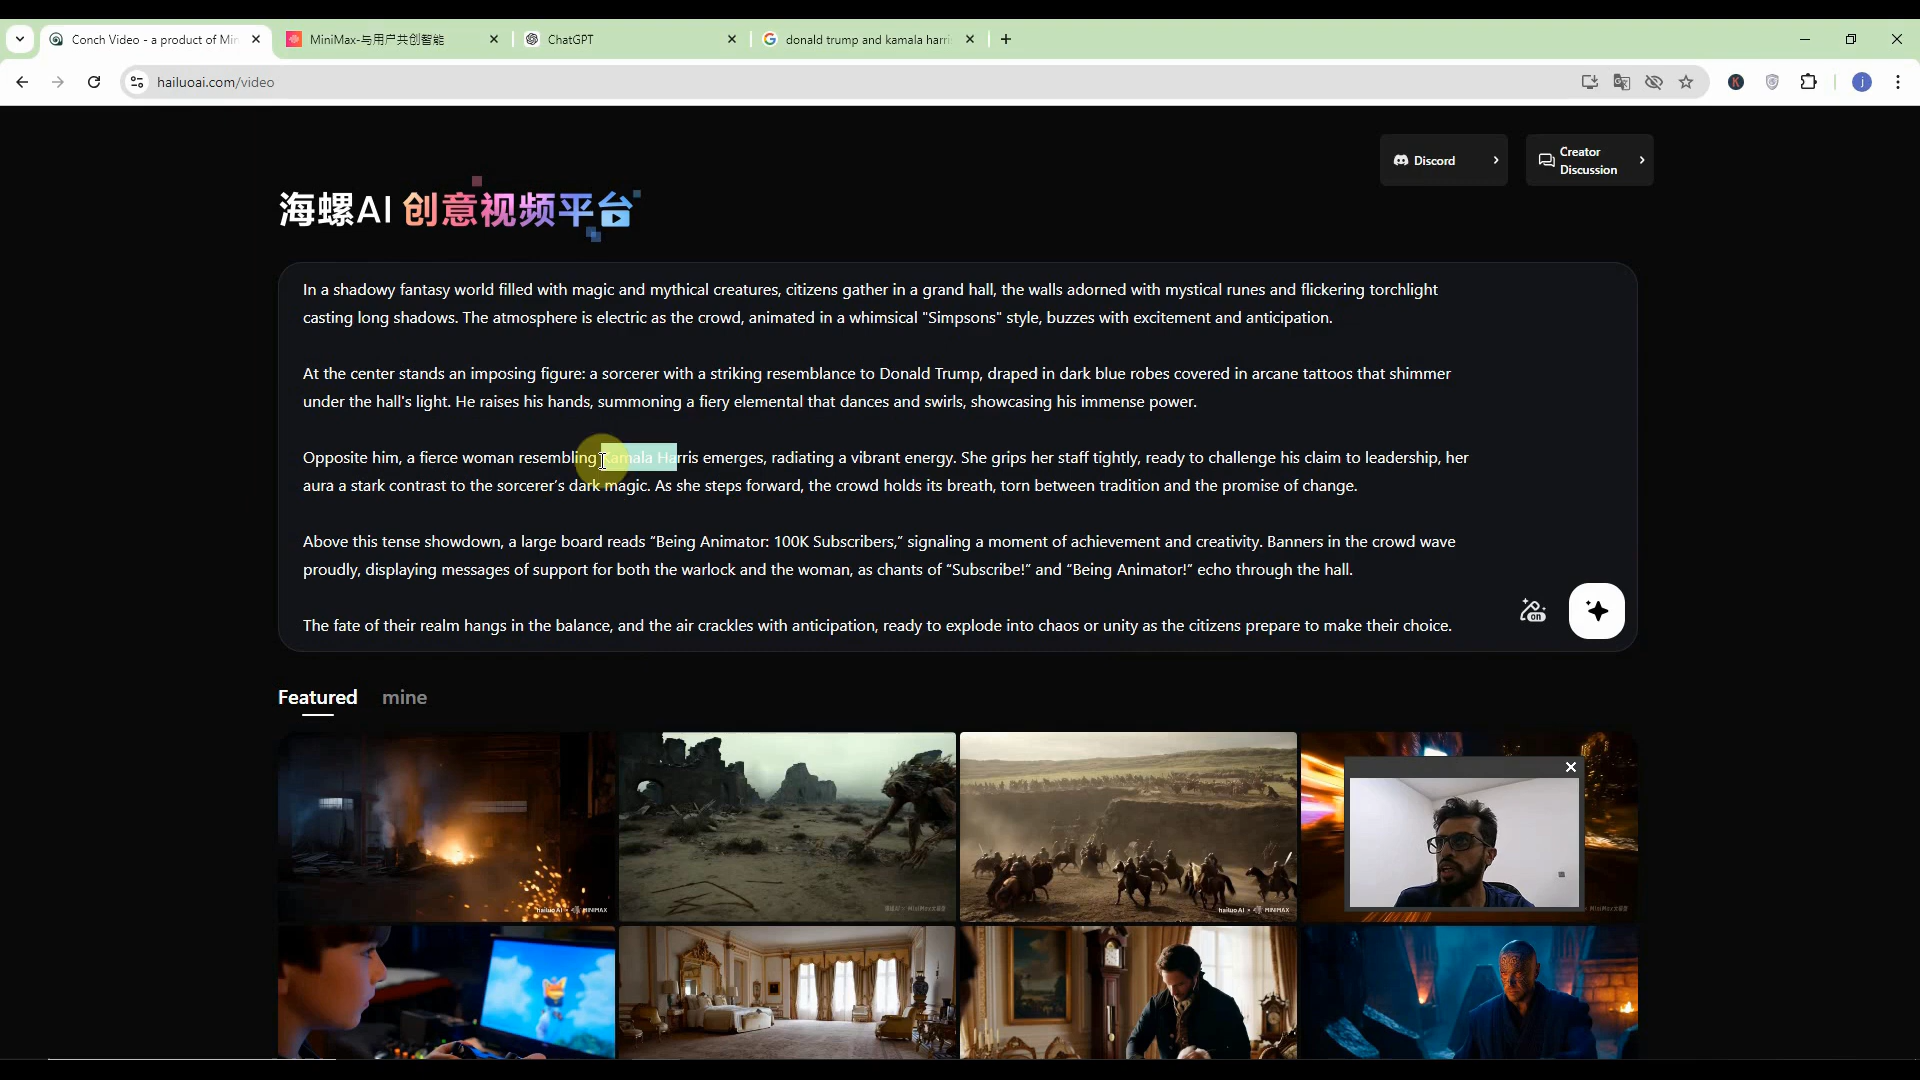 Conch Video - a product of Min
MiniMax-与用户共创智能
ChatGPT
donald trump and kamala harri
hailuoai.com/video
Discord
Creator
Discussion
海螺AI 创意视频平台
In a shadowy fantasy world filled with magic and mythical creatures, citizens gather in a grand hall, the walls adorned with mystical runes and flickering torchlight
casting long shadows. The atmosphere is electric as the crowd, animated in a whimsical "Simpsons" style, buzzes with excitement and anticipation.
At the center stands an imposing figure: a sorcerer with a striking resemblance to Donald Trump, draped in dark blue robes covered in arcane tattoos that shimmer
under the hall's light. He raises his hands, summoning a fiery elemental that dances and swirls, showcasing his immense power.
Opposite him, a fierce woman resembling Kamala Harris emerges, radiating a vibrant energy. She grips her staff tightly, ready to challenge his claim to leadership, her
aura a stark contrast to the sorcerer’s dark magic. As she steps forward, the crowd holds its breath, torn between tradition and the promise of change.
Above this tense showdown, a large board reads “Being Animator: 100K Subscribers,” signaling a moment of achievement and creativity. Banners in the crowd wave
proudly, displaying messages of support for both the warlock and the woman, as chants of “Subscribe!” and “Being Animator!” echo through the hall.
on
The fate of their realm hangs in the balance, and the air crackles with anticipation, ready to explode into chaos or unity as the citizens prepare to make their choice.
Featured
mine
hailuo AI × MINIMAX
hailuo AI × MINIMAX